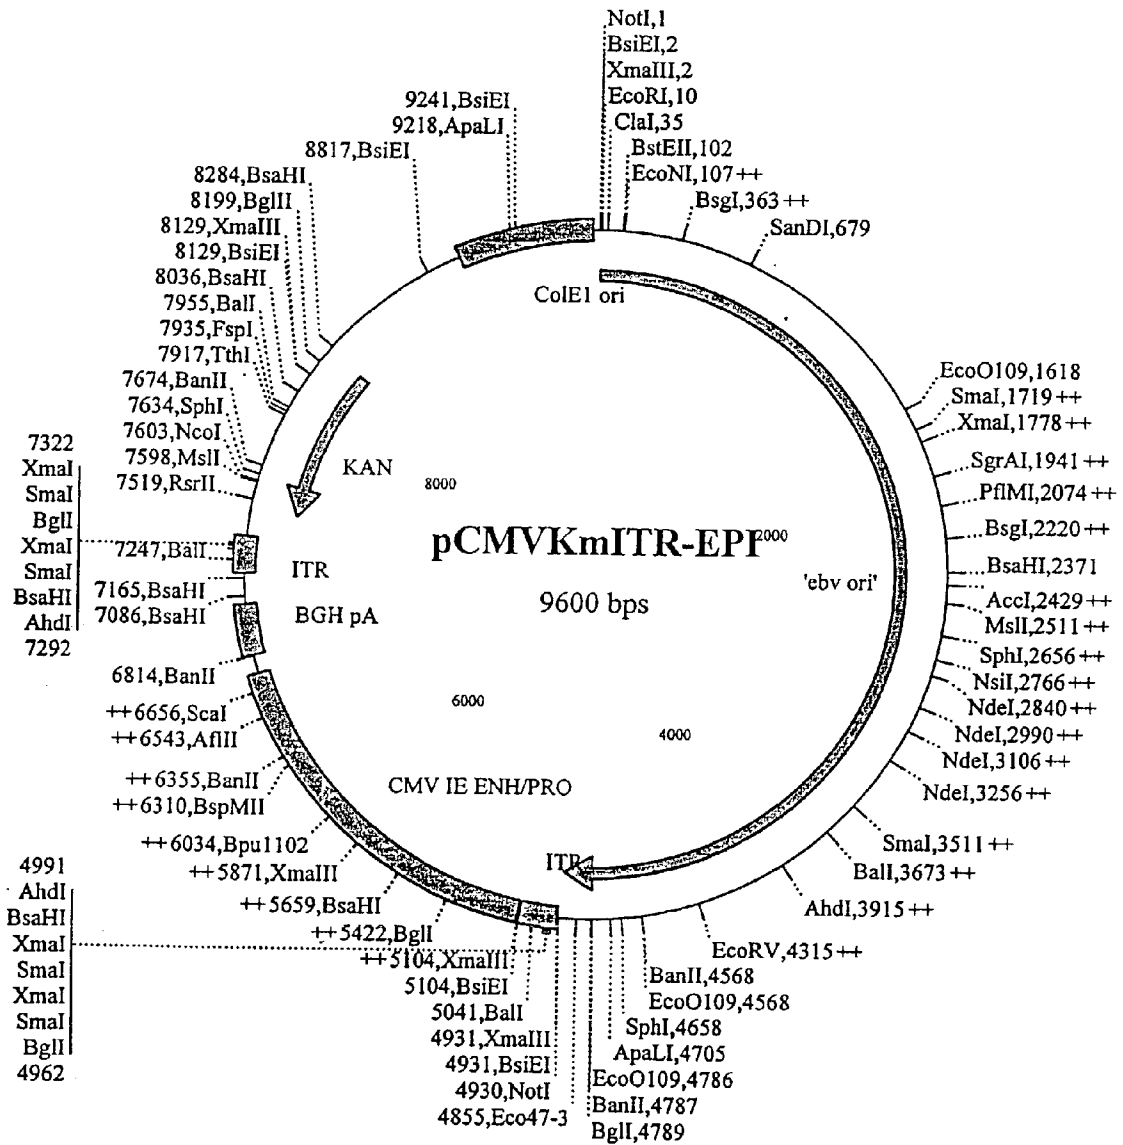 NotI,1
BsiEI,2
XmaIII,2
EcoRI,10
ClaI,35
BstEII,102
EcoNI,107++
BsgI,363++
SanDI,679
EcoO109,1618
SmaI,1719++
XmaI,1778++
SgrAI,1941++
PflMI,2074++
BsgI,2220++
BsaHI,2371
AccI,2429++
MslI,2511++
SphI,2656++
NsiI,2766++
NdeI,2840++
NdeI,2990++
NdeI,3106++
NdeI,3256++
SmaI,3511++
BalI,3673++
AhdI,3915++
EcoRV,4315++
BanII,4568
EcoO109,4568
SphI,4658
ApaLI,4705
EcoO109,4786
BanII,4787
BglI,4789
9241,BsiEI
9218,ApaLI
8817,BsiEI
8284,BsaHI
8199,BglII
8129,XmaIII
8129,BsiEI
8036,BsaHI
7955,BalI
7935,FspI
7917,TthI
7674,BanII
7634,SphI
7603,NcoI
7598,MslI
7519,RsrII
7322
XmaI
SmaI
BglI
XmaI
SmaI
BsaHI
AhdI
7292
7247,BalI
7165,BsaHI
7086,BsaHI
6814,BanII
++6656,ScaI
++6543,AflII
++6355,BanII
++6310,BspMII
++6034,Bpu1102
++5871,XmaIII
++5659,BsaHI
++5422,BglI
++5104,XmaIII
5104,BsiEI
5041,BalI
4931,XmaIII
4931,BsiEI
4930,NotI
4855,Eco47-3
4991
AhdI
BsaHI
XmaI
SmaI
XmaI
SmaI
BglI
4962
ColE1 ori
KAN
8000
pCMVKmITR-EPI
2000
9600 bps
'ebv ori'
ITR
BGH pA
6000
4000
CMV IE ENH/PRO
ITR